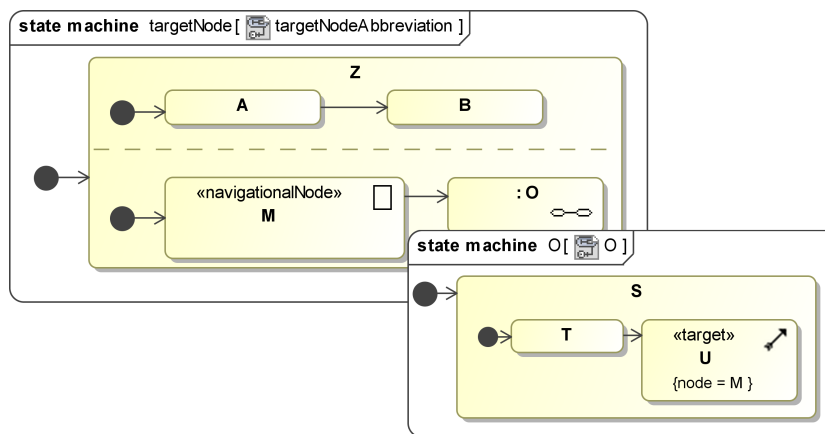 state machine targetNode [ targetNodeAbbreviation ]
Z
A
B
«navigationalNode»
M
: O
state machine O [ O ]
S
T
«target»
U
{node = M }